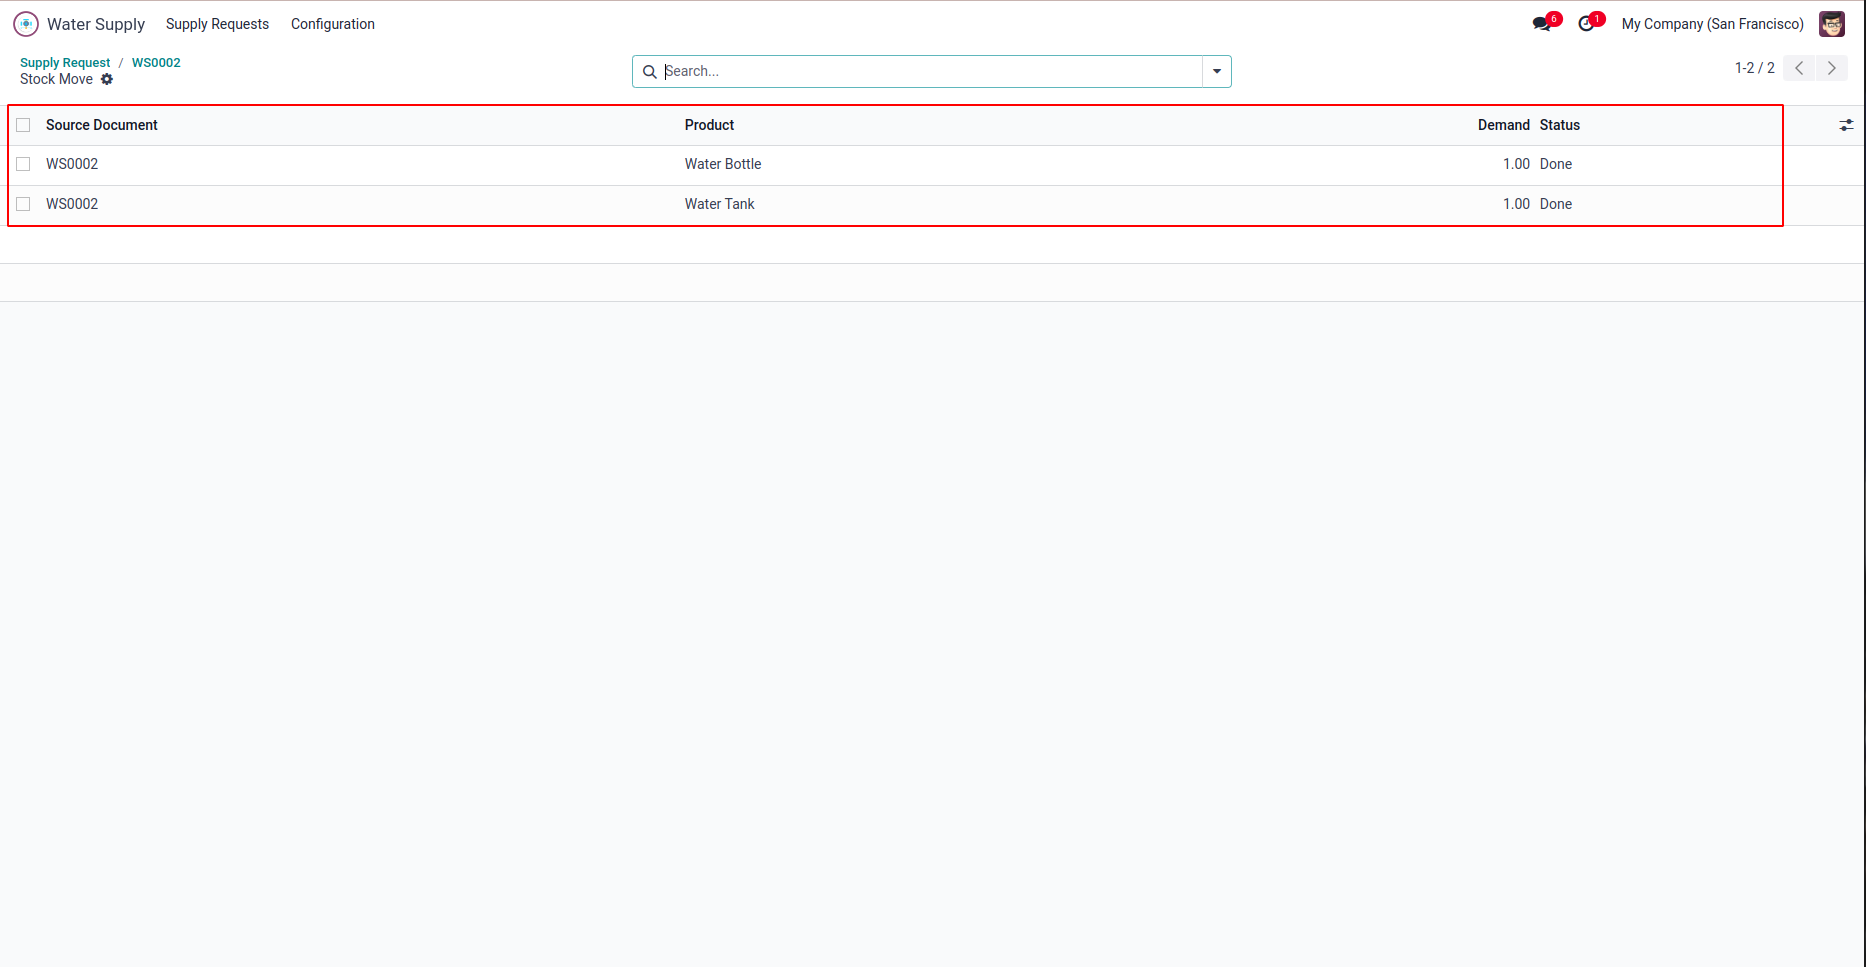 Water Supply Supply Requests Configuration 6 1 My Company (San Francisco)
Supply Request / WS0002
Stock Move
Search...
1-2 / 2
Source Document Product Demand Status
WS0002 Water Bottle 1.00 Done
WS0002 Water Tank 1.00 Done